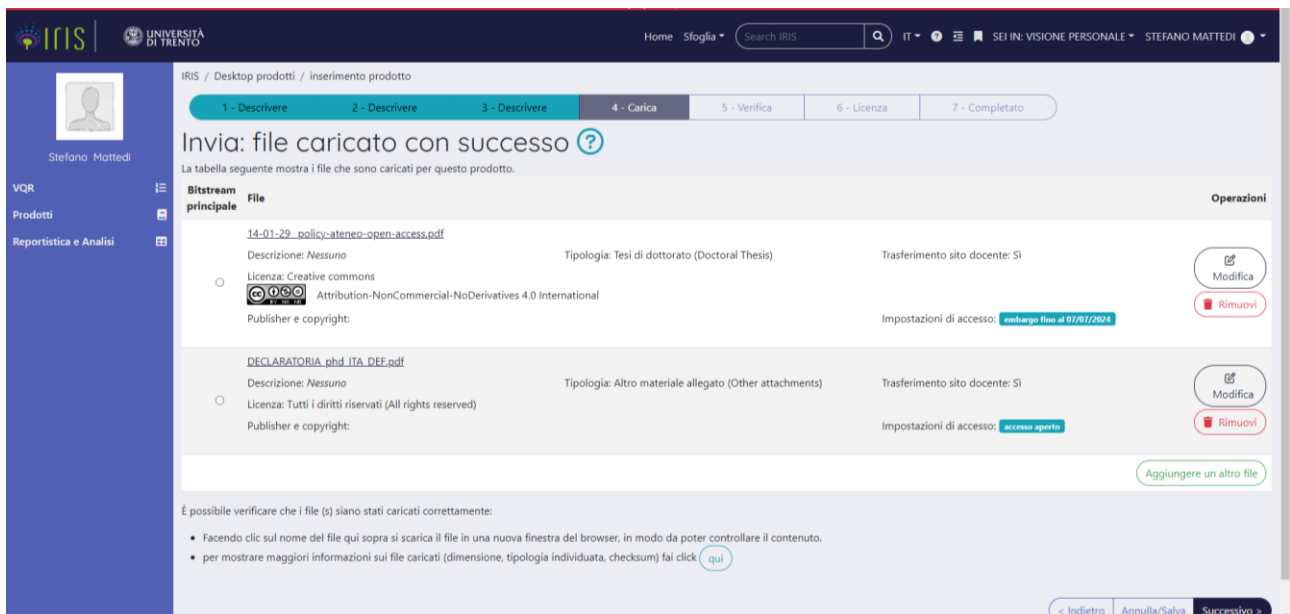 IRIS UNIVERSITÀ DI TRENTO Home Sfoglia Search IRIS IT SEI IN: VISIONE PERSONALE STEFANO MATTEDI
IRIS / Desktop prodotti / inserimento prodotto
1 - Descrivere 2 - Descrivere 3 - Descrivere 4 - Carica 5 - Verifica 6 - Licenza 7 - Completato
Invia: file caricato con successo ?
Stefano Mattedi
La tabella seguente mostra i file che sono caricati per questo prodotto.
VQR
Prodotti
Reportistica e Analisi
Bitstream principale File Operazioni
14-01-29_policy-ateneo-open-access.pdf
Descrizione: Nessuno Tipologia: Tesi di dottorato (Doctoral Thesis) Trasferimento sito docente: Sì
Modifica
Licenza: Creative commons
cc BY NC ND Attribution-NonCommercial-NoDerivatives 4.0 International
Rimuovi
Publisher e copyright: Impostazioni di accesso: embargo fino al 07/07/2024
DECLARATORIA_phd_ITA_DEF.pdf
Descrizione: Nessuno Tipologia: Altro materiale allegato (Other attachments) Trasferimento sito docente: Sì
Modifica
Licenza: Tutti i diritti riservati (All rights reserved)
Rimuovi
Publisher e copyright: Impostazioni di accesso: accesso aperto
Aggiungere un altro file
È possibile verificare che i file (s) siano stati caricati correttamente:
• Facendo clic sul nome del file qui sopra si scarica il file in una nuova finestra del browser, in modo da poter controllare il contenuto.
• per mostrare maggiori informazioni sui file caricati (dimensione, tipologia individuata, checksum) fai click qui
< Indietro Annulla/Salva Successivo >